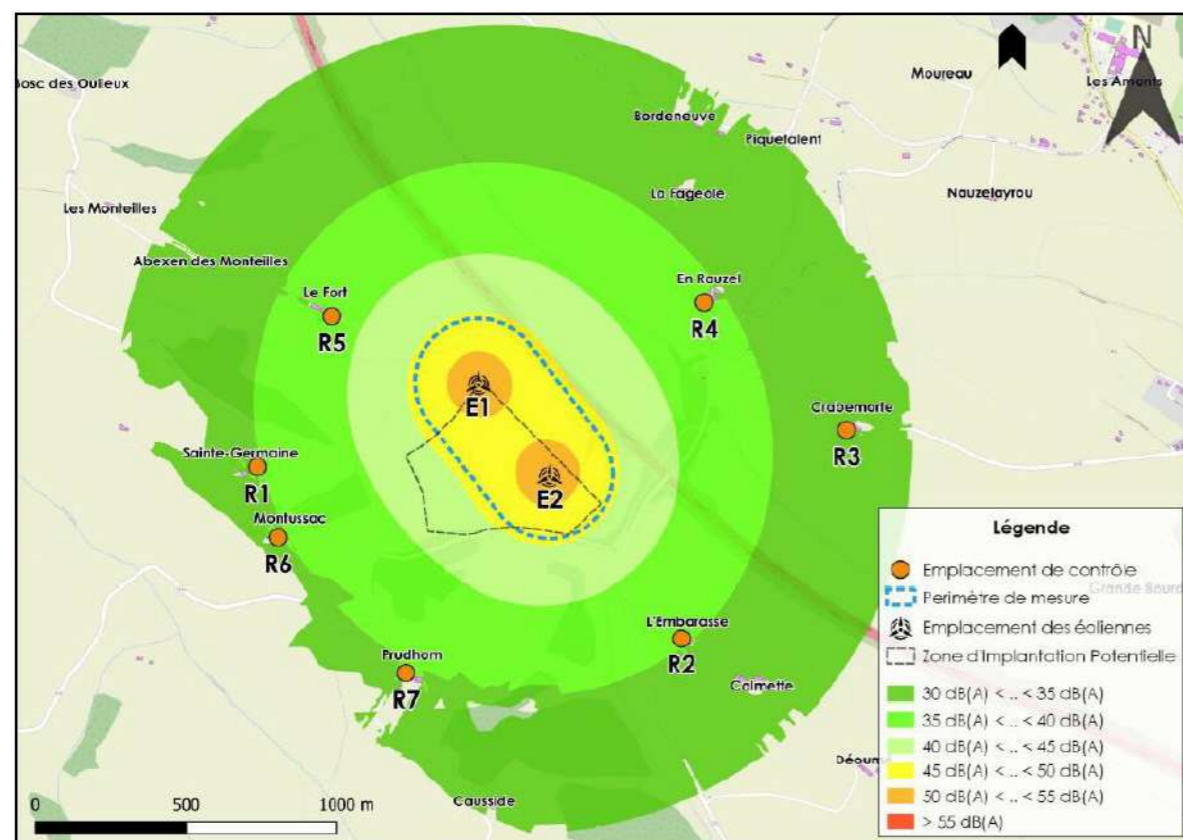 N
Moureau
Les Amonts
Bosc des Oulieux
Bordeneuve
Piquetalent
La Fageole
Nauzelayrou
Les Monteilles
Abexen des Monteilles
En Rauzel
Le Fort
R4
R5
E1
Crabemorte
R3
Sainte-Germaine
R1
E2
Montussac
R6
L'Embarasse
R2
Prudhom
R7
Calmette
Causside
0 500 1000 m
Légende
Emplacement de contrôle
Perimètre de mesure
Emplacement des éoliennes
Zone d'Implantation Potentielle
30 dB(A) < .. < 35 dB(A)
35 dB(A) < .. < 40 dB(A)
40 dB(A) < .. < 45 dB(A)
45 dB(A) < .. < 50 dB(A)
50 dB(A) < .. < 55 dB(A)
> 55 dB(A)